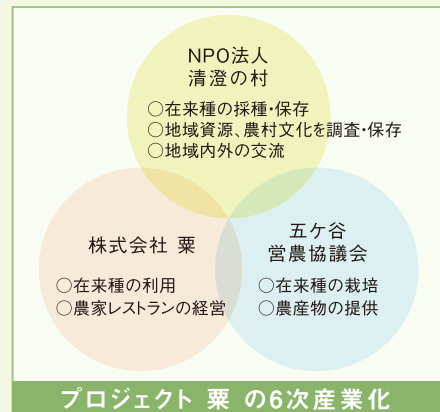 NPO法人
清澄の村
○在来種の採種・保存
○地域資源、農村文化を調査・保存
○地域内外の交流
株式会社 粟
○在来種の利用
○農家レストランの経営
五ケ谷
営農協議会
○在来種の栽培
○農産物の提供
プロジェクト 粟 の6次産業化